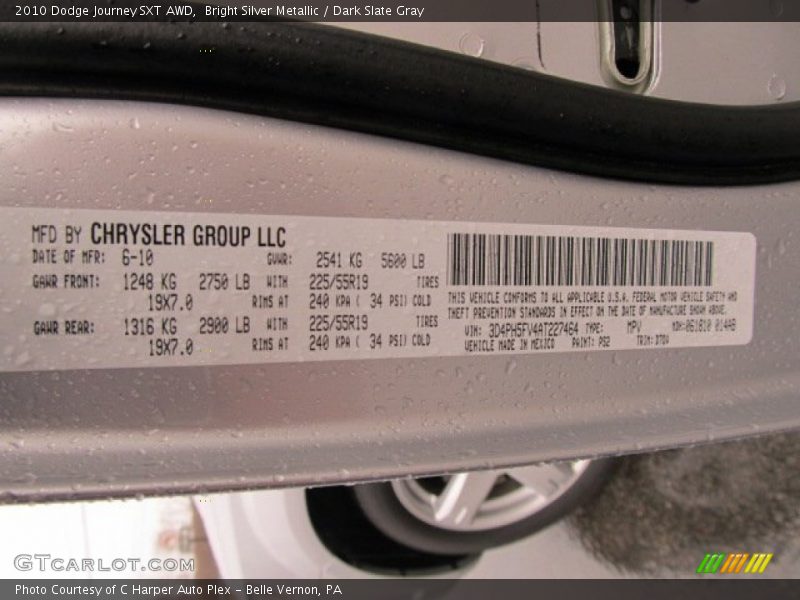 2010 Dodge Journey SXT AWD,  Bright Silver Metallic / Dark Slate Gray
MFD BY CHRYSLER GROUP LLC
DATE OF MFR: 6-10 GVWR: 2541 KG 5600 LB
GAWR FRONT: 1248 KG 2750 LB WITH 225/55R19 TIRES
19X7.0 RIMS AT 240 KPA ( 34 PSI) COLD
GAWR REAR: 1316 KG 2900 LB WITH 225/55R19 TIRES
19X7.0 RIMS AT 240 KPA ( 34 PSI) COLD
THIS VEHICLE CONFORMS TO ALL APPLICABLE U.S.A. FEDERAL MOTOR VEHICLE SAFETY AND
THEFT PREVENTION STANDARDS IN EFFECT ON THE DATE OF MANUFACTURE SHOWN ABOVE.
VIN: 3D4PH5FV4AT227464 TYPE: MPV MDH: 061810 014AB
VEHICLE MADE IN MEXICO PAINT: PS2 TRIM: D7DV
GTcarlot.com
Photo Courtesy of C Harper Auto Plex - Belle Vernon, PA